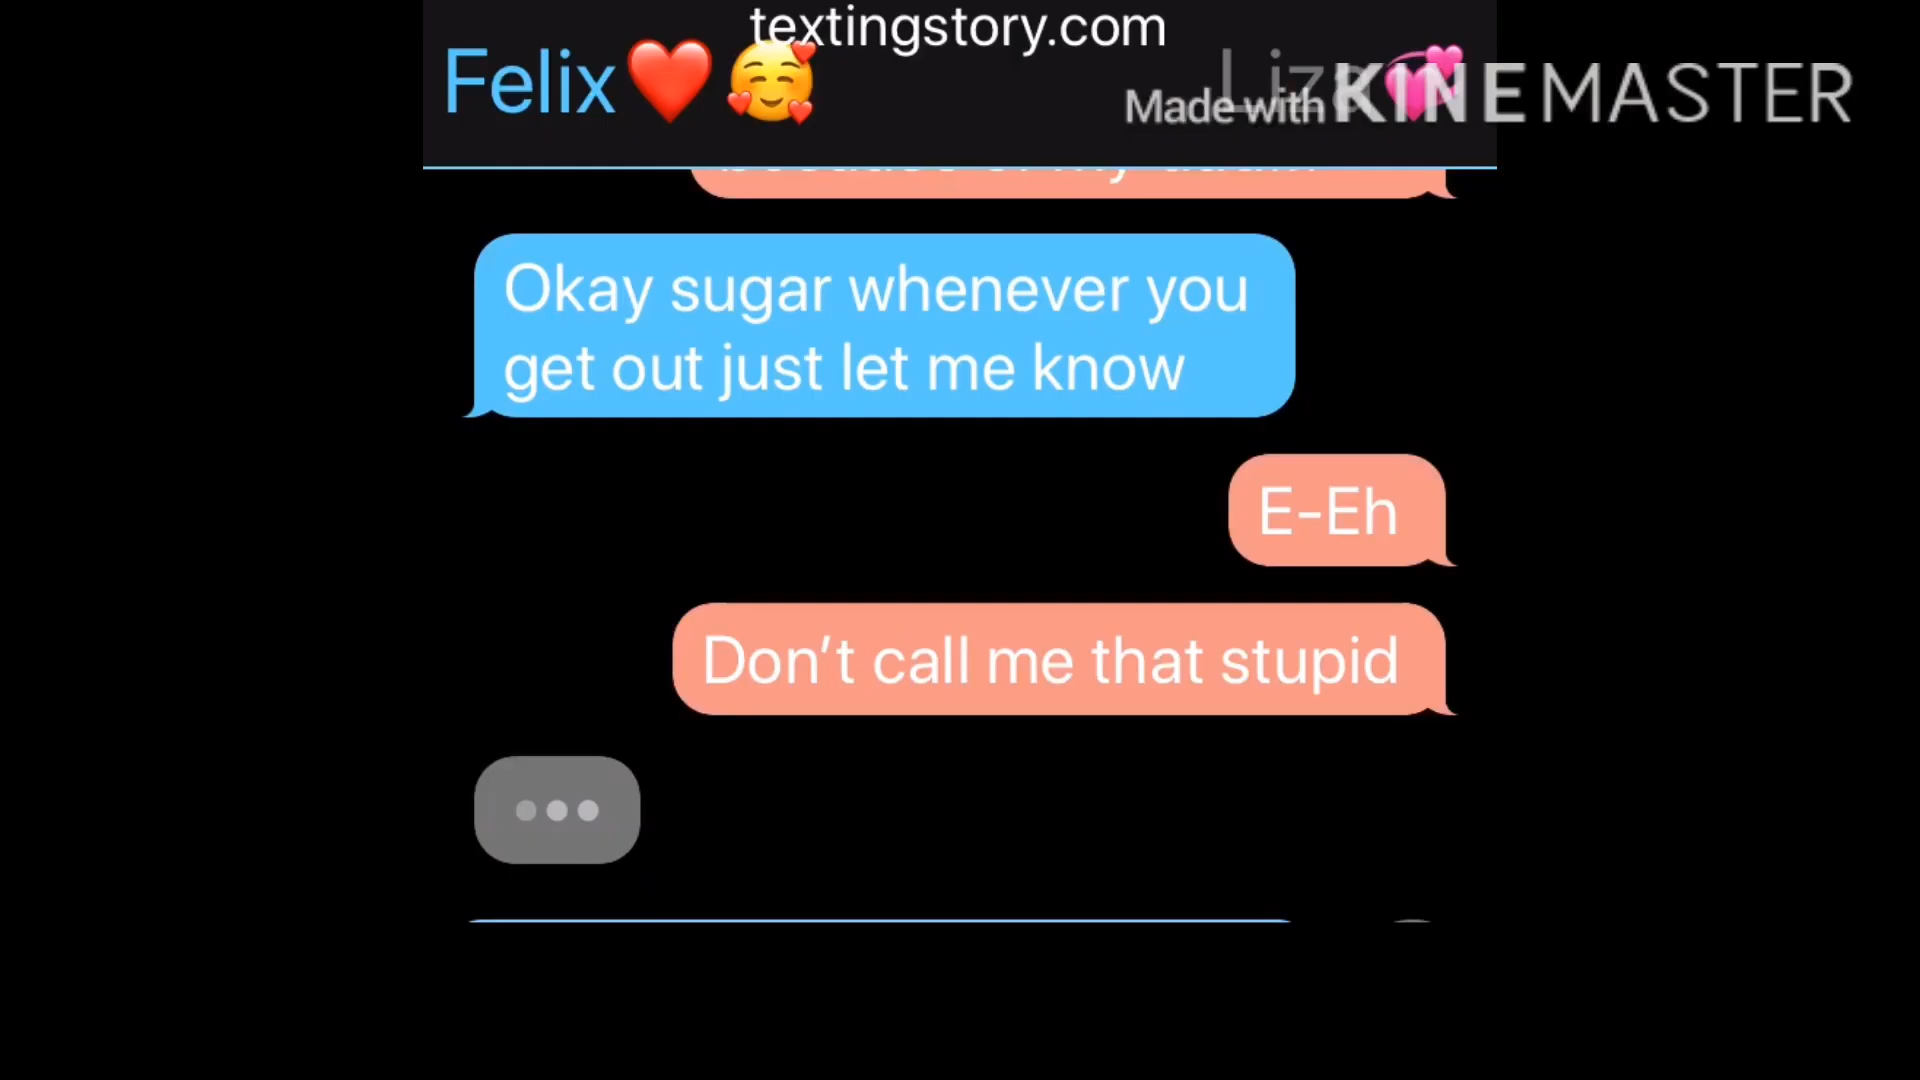 textingstory.com
Felix❤️🥰
Liza💞
Made with KINEMASTER
Okay sugar whenever you
get out just let me know
E-Eh
Don’t call me that stupid